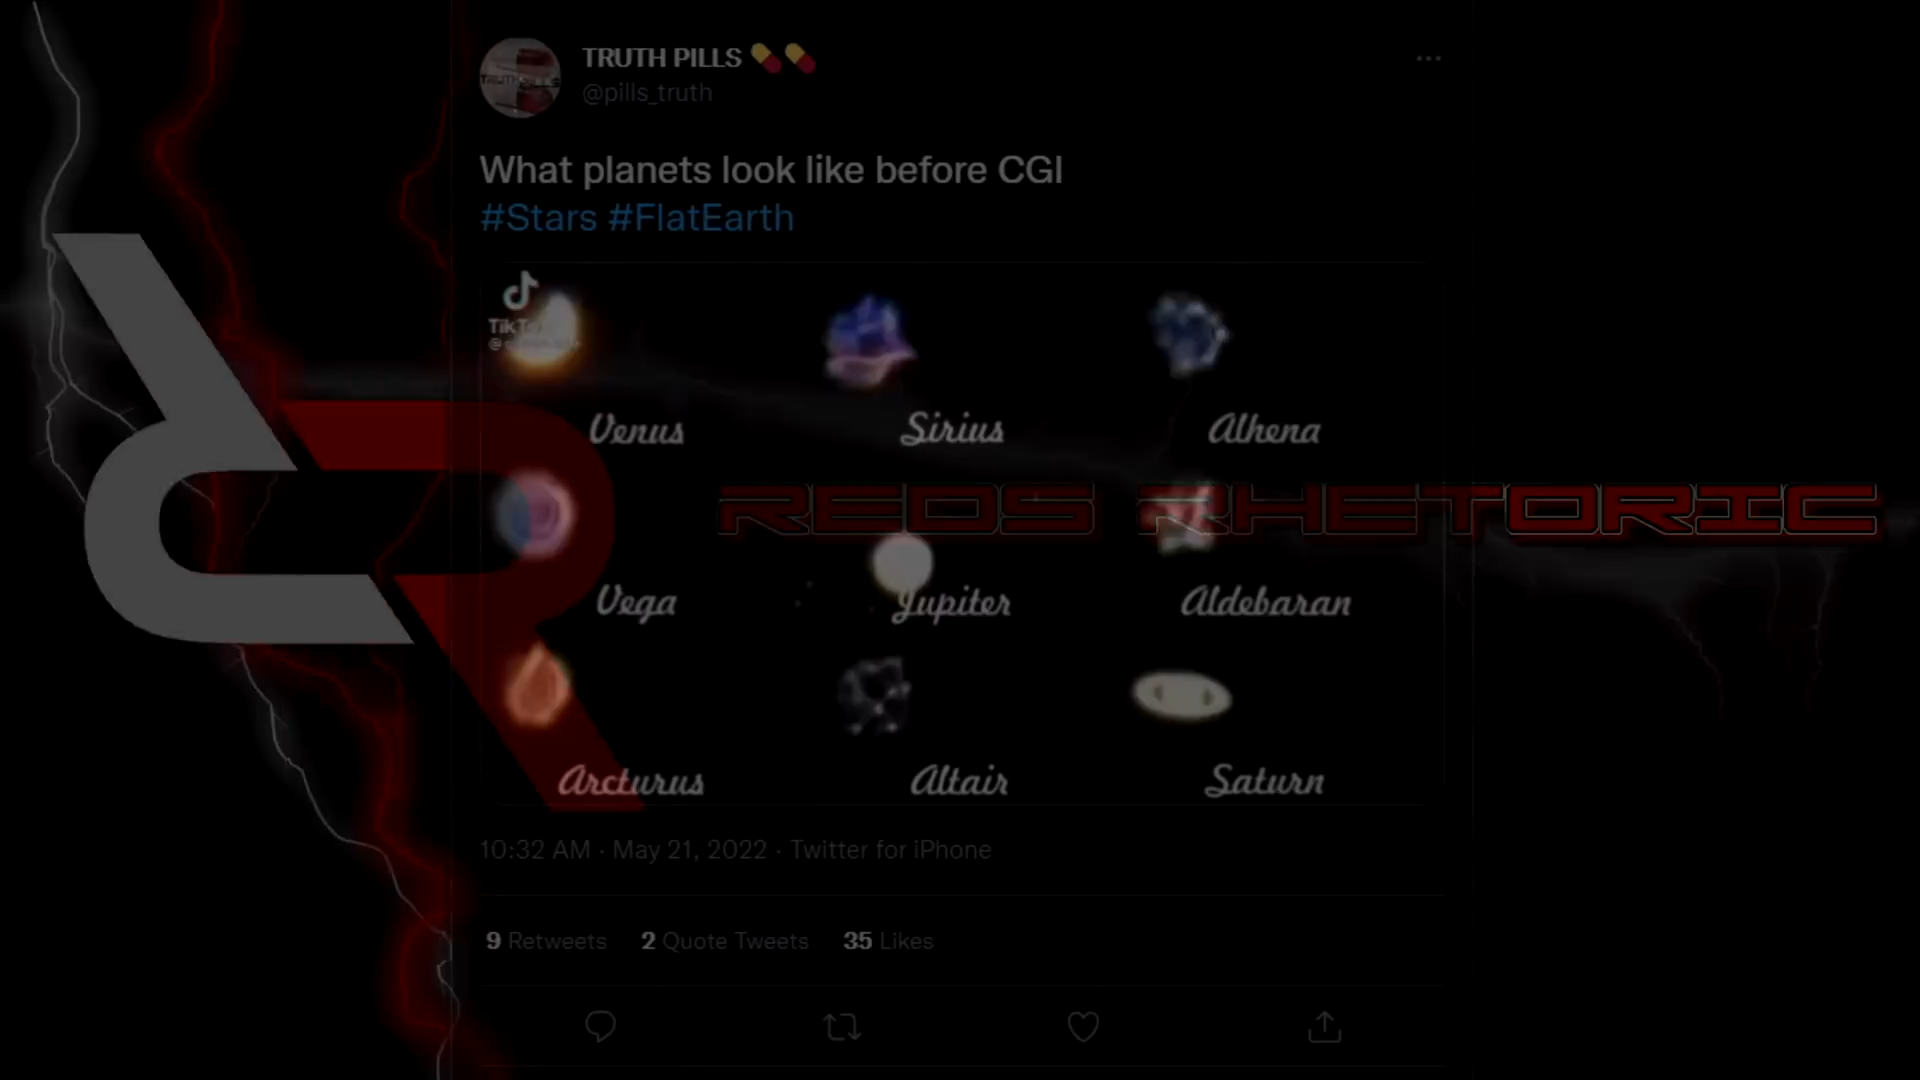 TRUTH PILLS
@pills_truth
What planets look like before CGI
#Stars #FlatEarth
Venus
Sirius
Alhena
REDS RHETORIC
Vega
Jupiter
Aldebaran
Arcturus
Altair
Saturn
10:32 AM · May 21, 2022 · Twitter for iPhone
9 Retweets 2 Quote Tweets 35 Likes